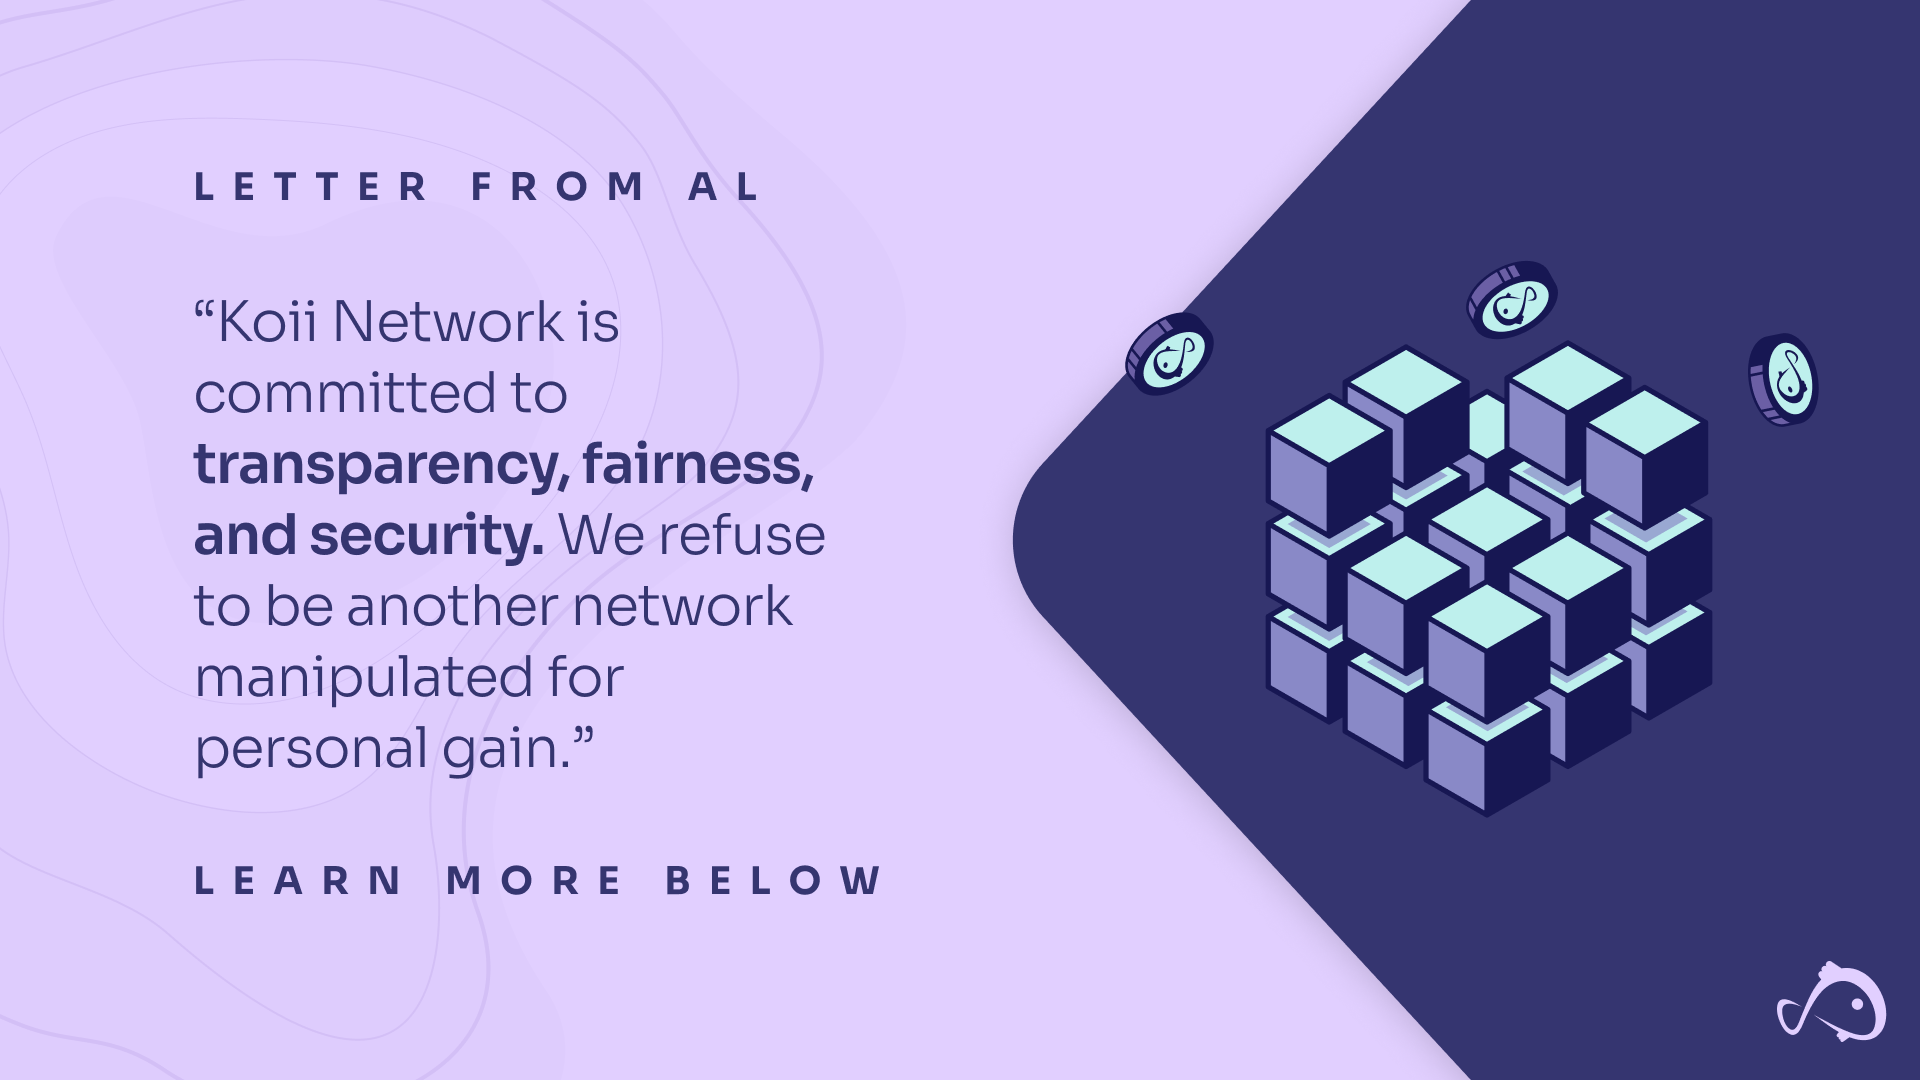 LETTER FROM AL
“Koii Network is
committed to
transparency, fairness,
and security. We refuse
to be another network
manipulated for
personal gain.”
LEARN MORE BELOW